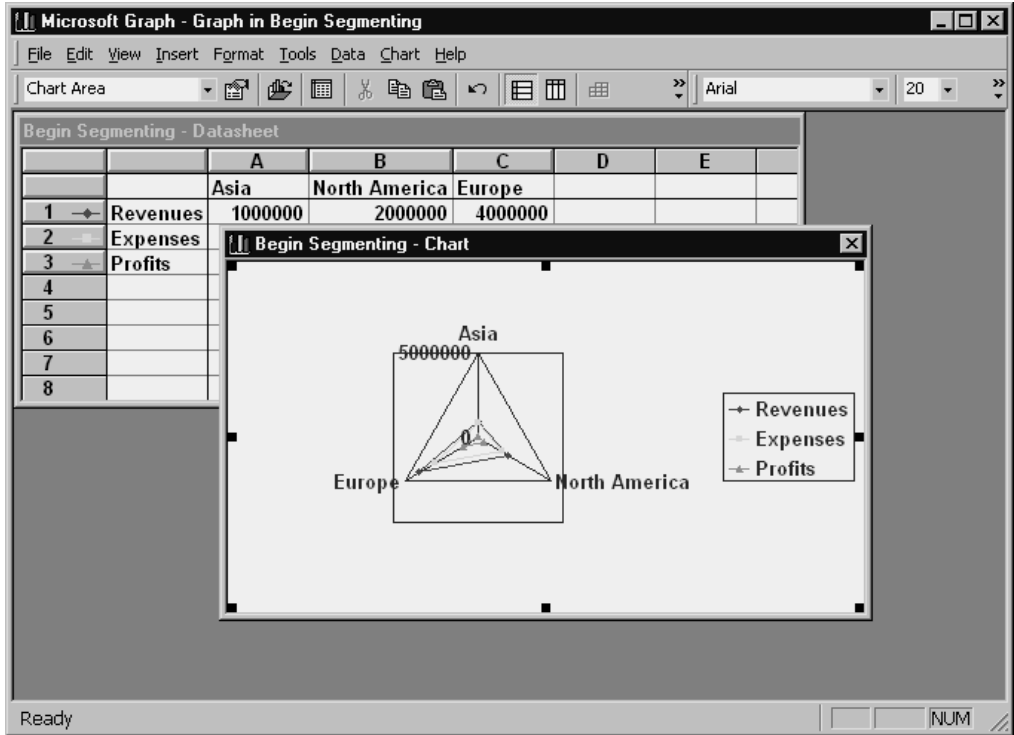 Microsoft Graph - Graph in Begin Segmenting
File Edit View Insert Format Tools Data Chart Help
Chart Area Arial 20
Begin Segmenting - Datasheet
A B C D E
Asia North America Europe
1 Revenues 1000000 2000000 4000000
2 Expenses
3 Profits
4
5
6
7
8
Begin Segmenting - Chart
Asia
5000000
0
Europe
North America
Revenues
Expenses
Profits
Ready NUM